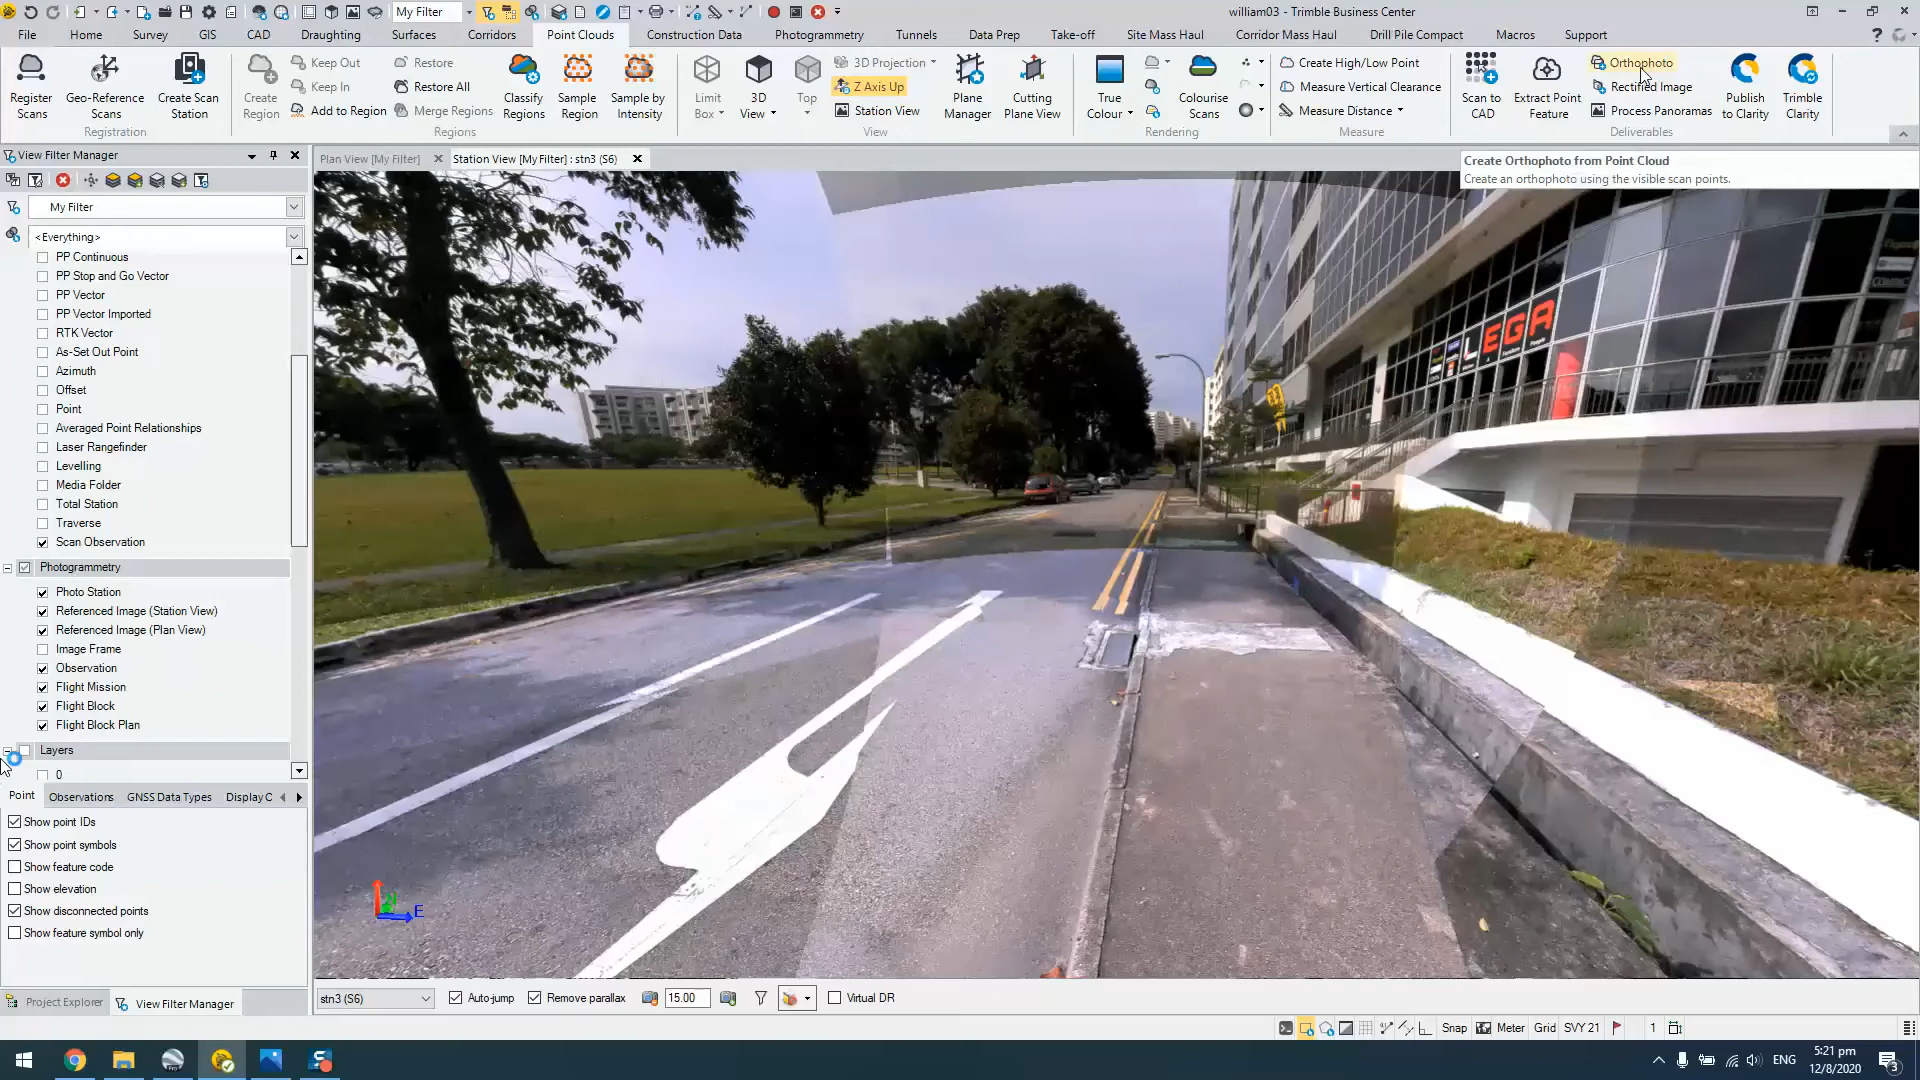 My Filter
william03 - Trimble Business Center
File Home Survey GIS CAD Draughting Surfaces Corridors Point Clouds Construction Data Photogrammetry Tunnels Data Prep Take-off Site Mass Haul Corridor Mass Haul Drill Pile Compact Macros Support
Register Scans
Geo-Reference Scans
Create Scan Station
Registration
Create Region
Keep Out
Keep In
Add to Region
Restore
Restore All
Merge Regions
Classify Regions
Sample Region
Sample by Intensity
Regions
Limit Box
3D View
Top
3D Projection
Z Axis Up
Station View
Plane Manager
Cutting Plane View
View
True Colour
Colourise Scans
Rendering
Create High/Low Point
Measure Vertical Clearance
Measure Distance
Measure
Scan to CAD
Extract Point Feature
Orthophoto
Rectified Image
Process Panoramas
Publish to Clarity
Trimble Clarity
Deliverables
Create Orthophoto from Point Cloud
Create an orthophoto using the visible scan points.
View Filter Manager
My Filter
<Everything>
PP Continuous
PP Stop and Go Vector
PP Vector
PP Vector Imported
RTK Vector
As-Set Out Point
Azimuth
Offset
Point
Averaged Point Relationships
Laser Rangefinder
Levelling
Media Folder
Total Station
Traverse
Scan Observation
Photogrammetry
Photo Station
Referenced Image (Station View)
Referenced Image (Plan View)
Image Frame
Observation
Flight Mission
Flight Block
Flight Block Plan
Layers
0
Point Observations GNSS Data Types Display C
Show point IDs
Show point symbols
Show feature code
Show elevation
Show disconnected points
Show feature symbol only
Project Explorer View Filter Manager
Plan View [My Filter]
Station View [My Filter] : stn3 (S6)
LEGA
E
stn3 (S6) Auto-jump Remove parallax 15.00 Virtual DR
Snap Meter Grid SVY 21 1
ENG
5:21 pm
12/8/2020
3